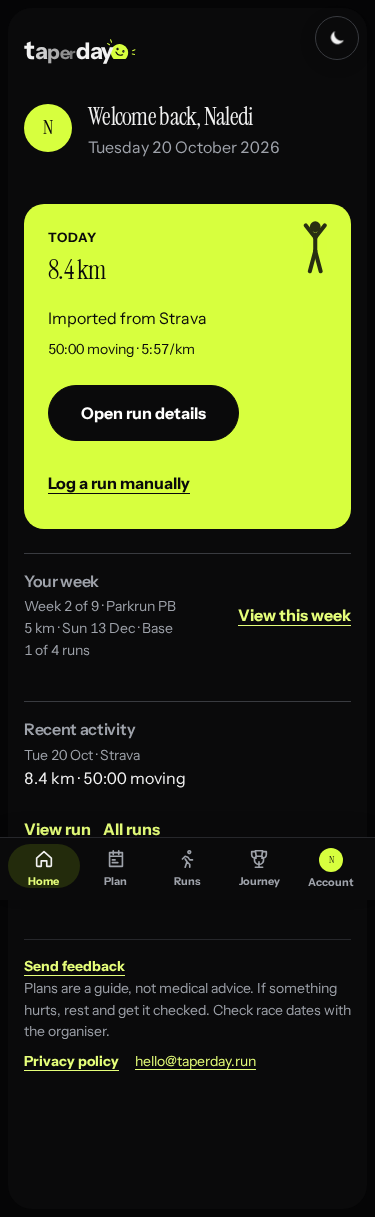 taperday
N
Welcome back, Naledi
Tuesday 20 October 2026
TODAY
8.4 km
Imported from Strava
50:00 moving · 5:57/km
Open run details
Log a run manually
Your week
Week 2 of 9 · Parkrun PB
5 km · Sun 13 Dec · Base
1 of 4 runs
View this week
Recent activity
Tue 20 Oct · Strava
8.4 km · 50:00 moving
View run All runs
N
Home Plan Runs Journey Account
Send feedback
Plans are a guide, not medical advice. If something
hurts, rest and get it checked. Check race dates with
the organiser.
Privacy policy hello@taperday.run